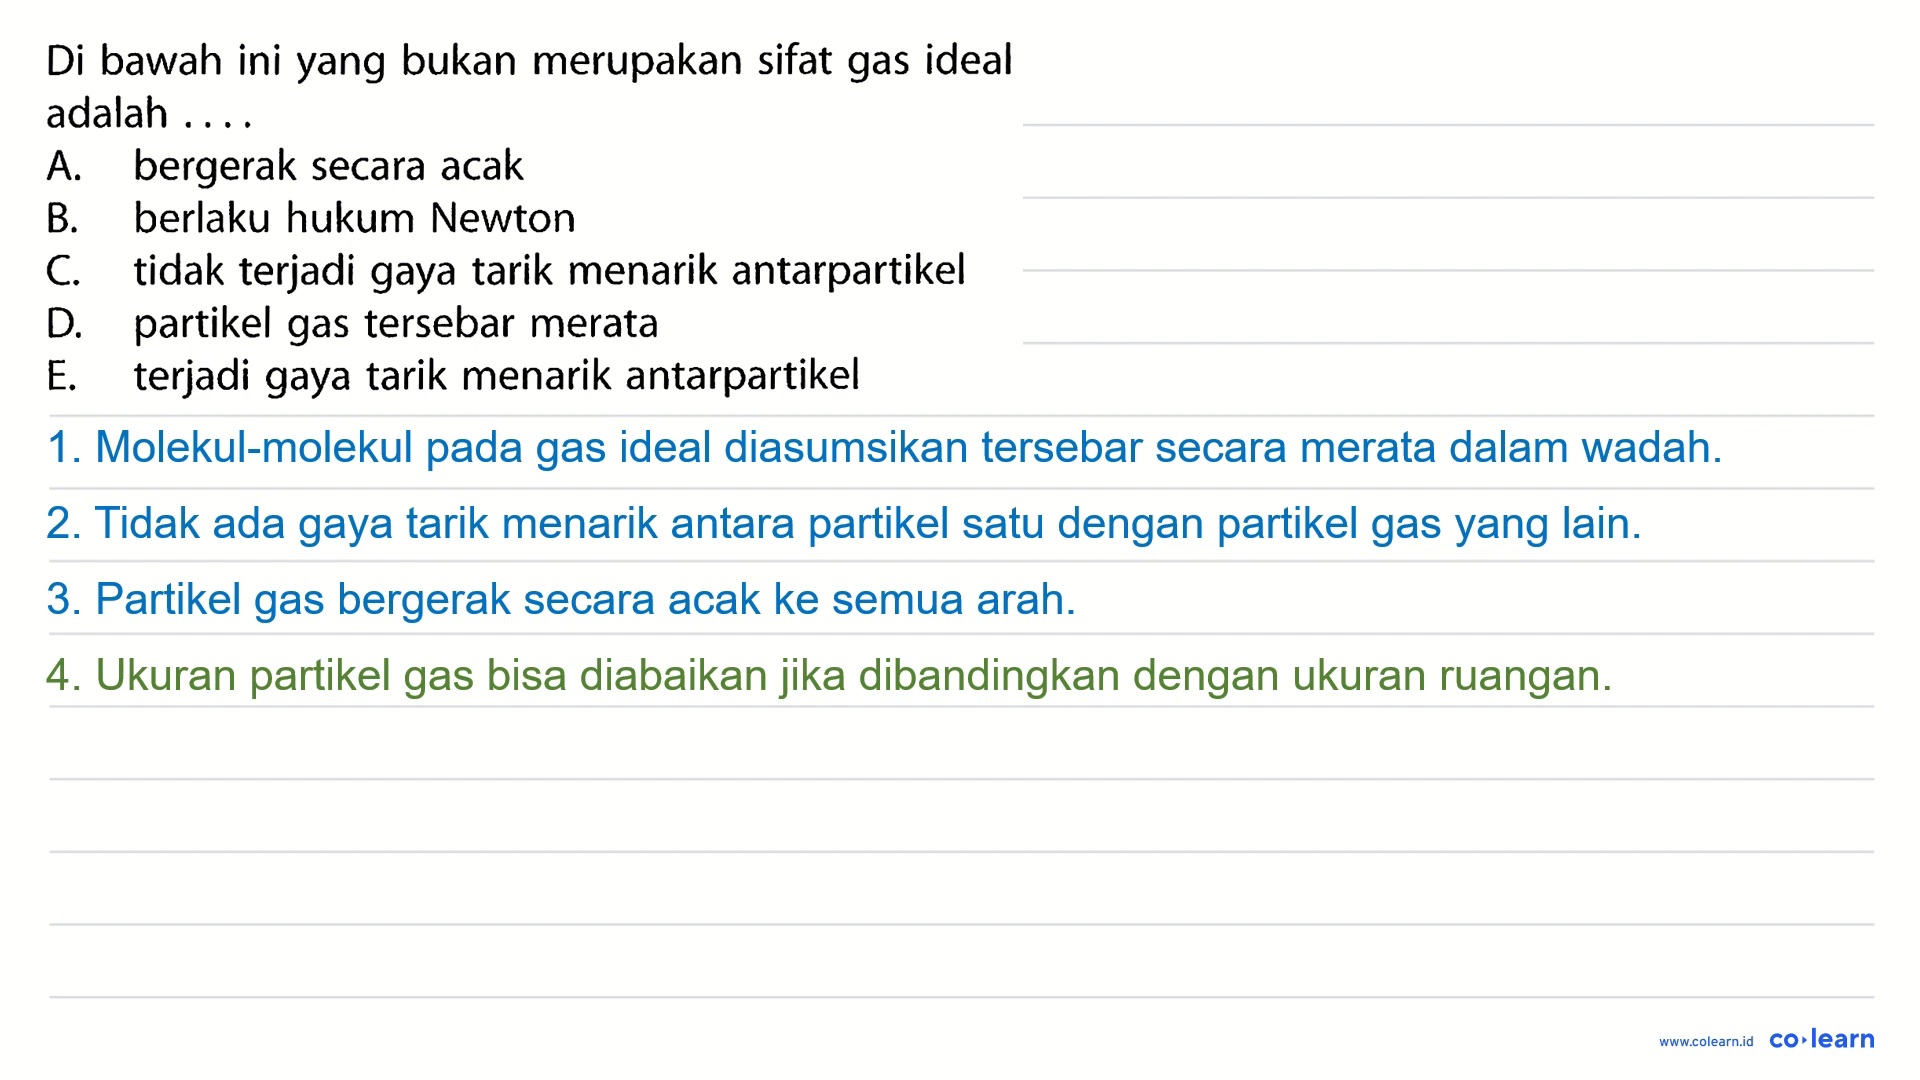 Di bawah ini yang bukan merupakan sifat gas ideal
adalah ....
A. bergerak secara acak
B. berlaku hukum Newton
C. tidak terjadi gaya tarik menarik antarpartikel
D. partikel gas tersebar merata
E. terjadi gaya tarik menarik antarpartikel
1. Molekul-molekul pada gas ideal diasumsikan tersebar secara merata dalam wadah.
2. Tidak ada gaya tarik menarik antara partikel satu dengan partikel gas yang lain.
3. Partikel gas bergerak secara acak ke semua arah.
4. Ukuran partikel gas bisa diabaikan jika dibandingkan dengan ukuran ruangan.
www.colearn.id co learn